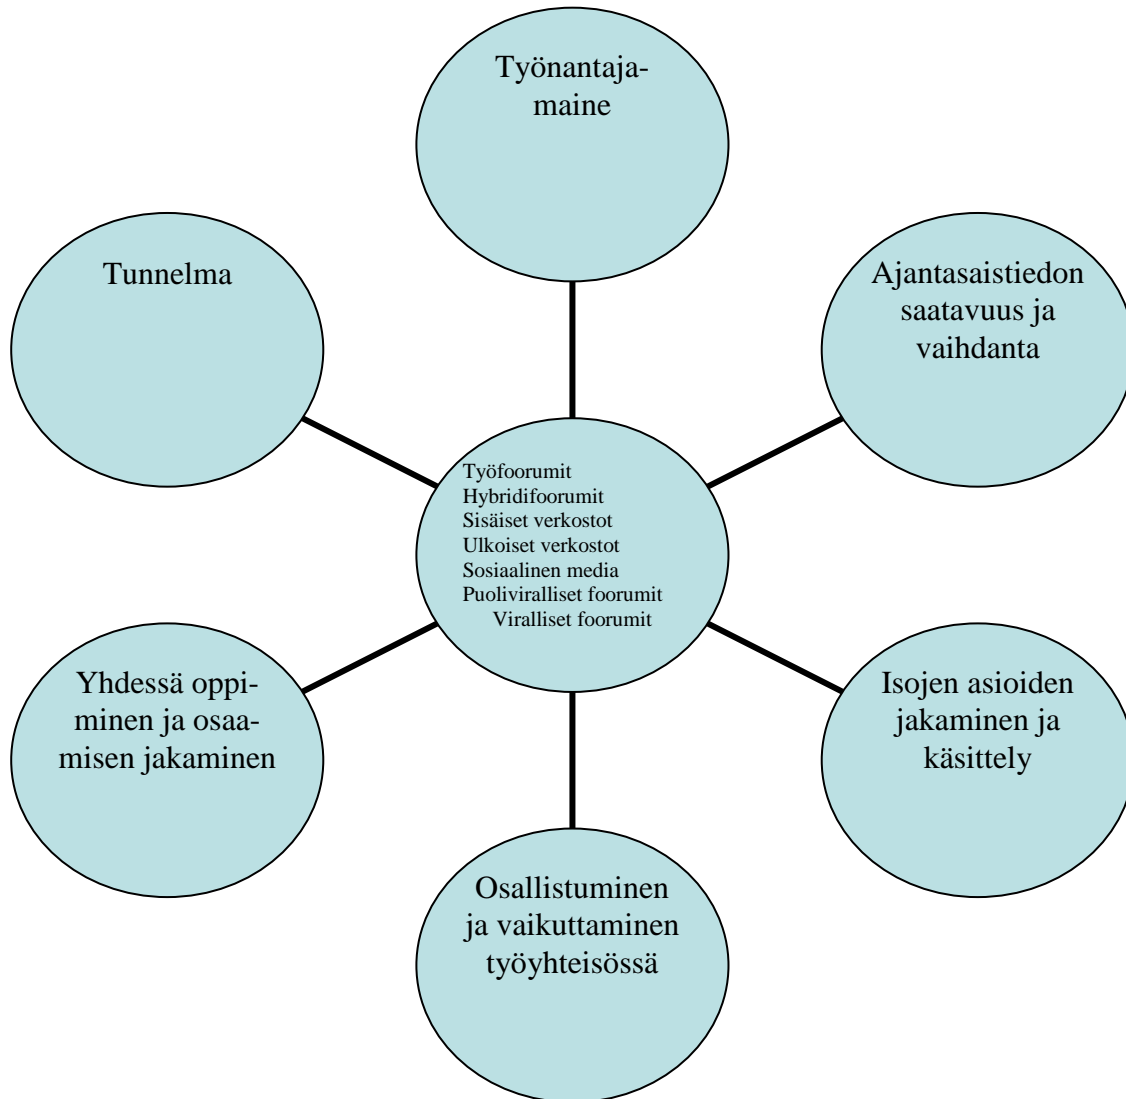 Työnantaja-
maine
Tunnelma
Ajantasaistiedon
saatavuus ja
vaihdanta
Työfoorumit
Hybridifoorumit
Sisäiset verkostot
Ulkoiset verkostot
Sosiaalinen media
Puoliviralliset foorumit
Viralliset foorumit
Yhdessä oppi-
minen ja osaa-
misen jakaminen
Isojen asioiden
jakaminen ja
käsittely
Osallistuminen
ja vaikuttaminen
työyhteisössä